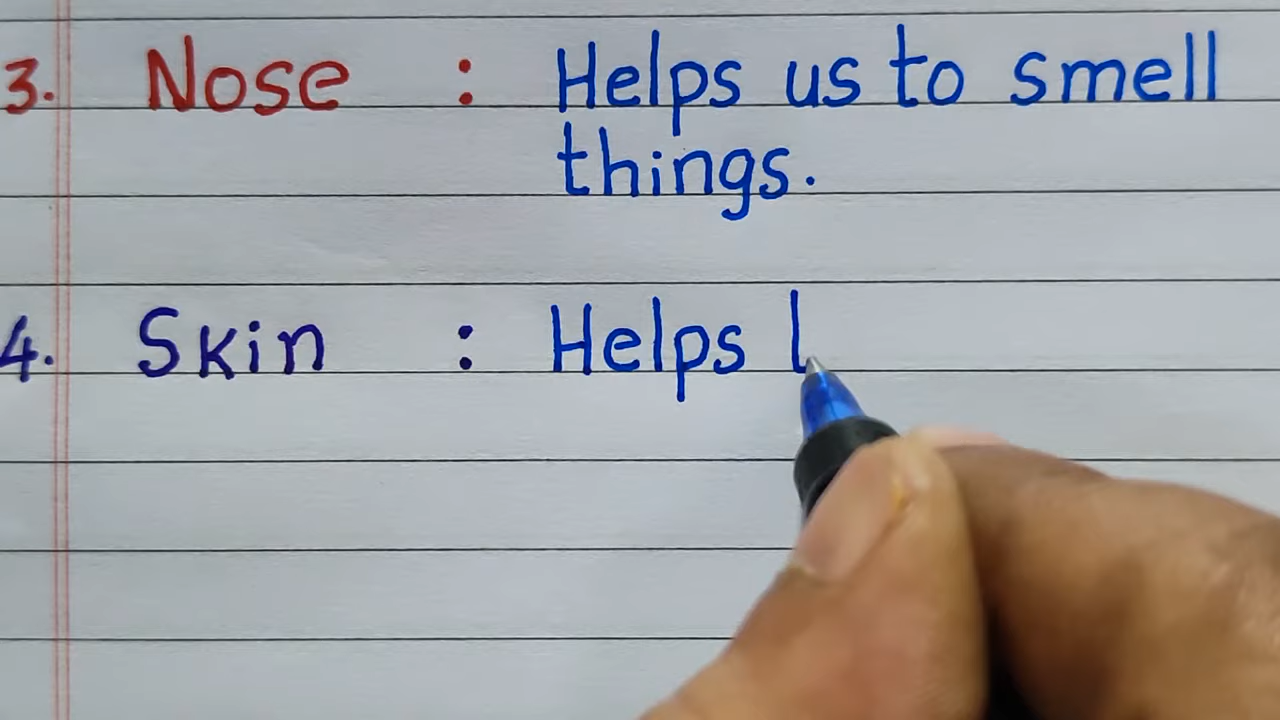 3. Nose : Helps us to smell
things.
4. Skin : Helps